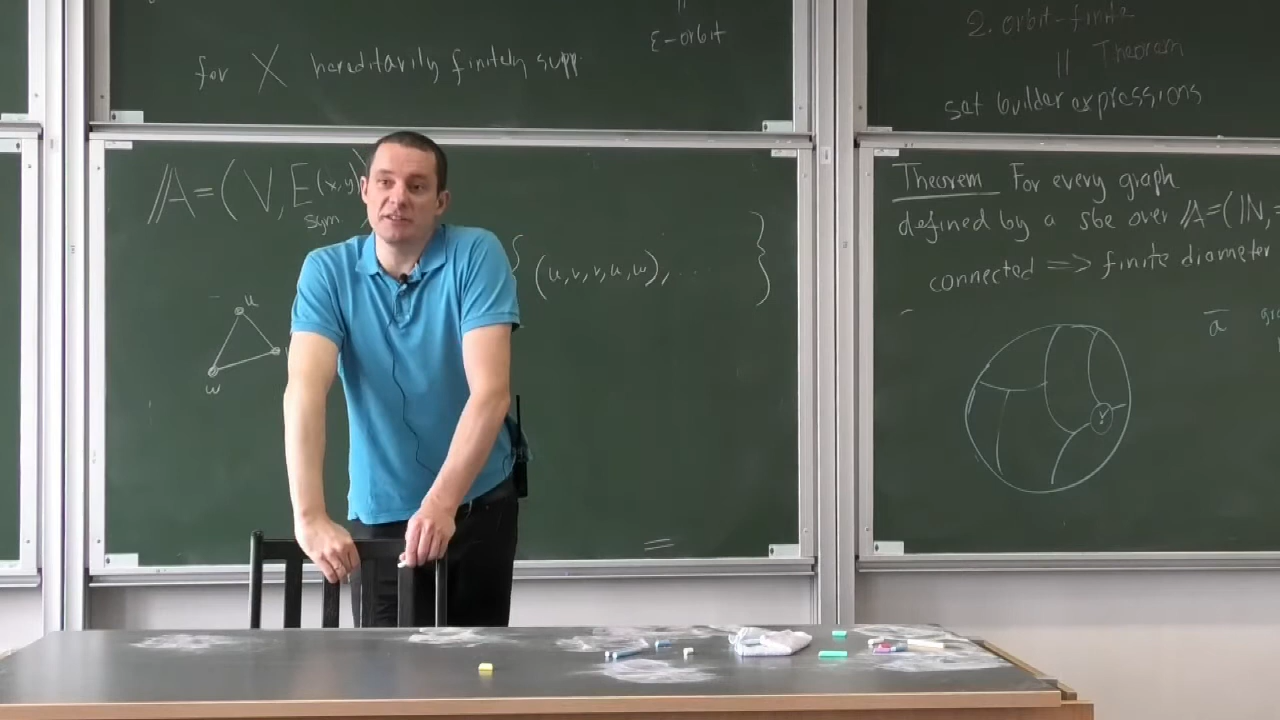 ε-orbit
for X hereditarily finitely supp
𝔸=(V, E(x,y)
sym
{ (u,v,v,u,w), ... }
u
w
2. orbit-finite
|| Theorem
set builder expressions
Theorem For every graph
defined by a sbe over 𝔸=(ℕ,=
connected ⟹ finite diameter
a̅
v